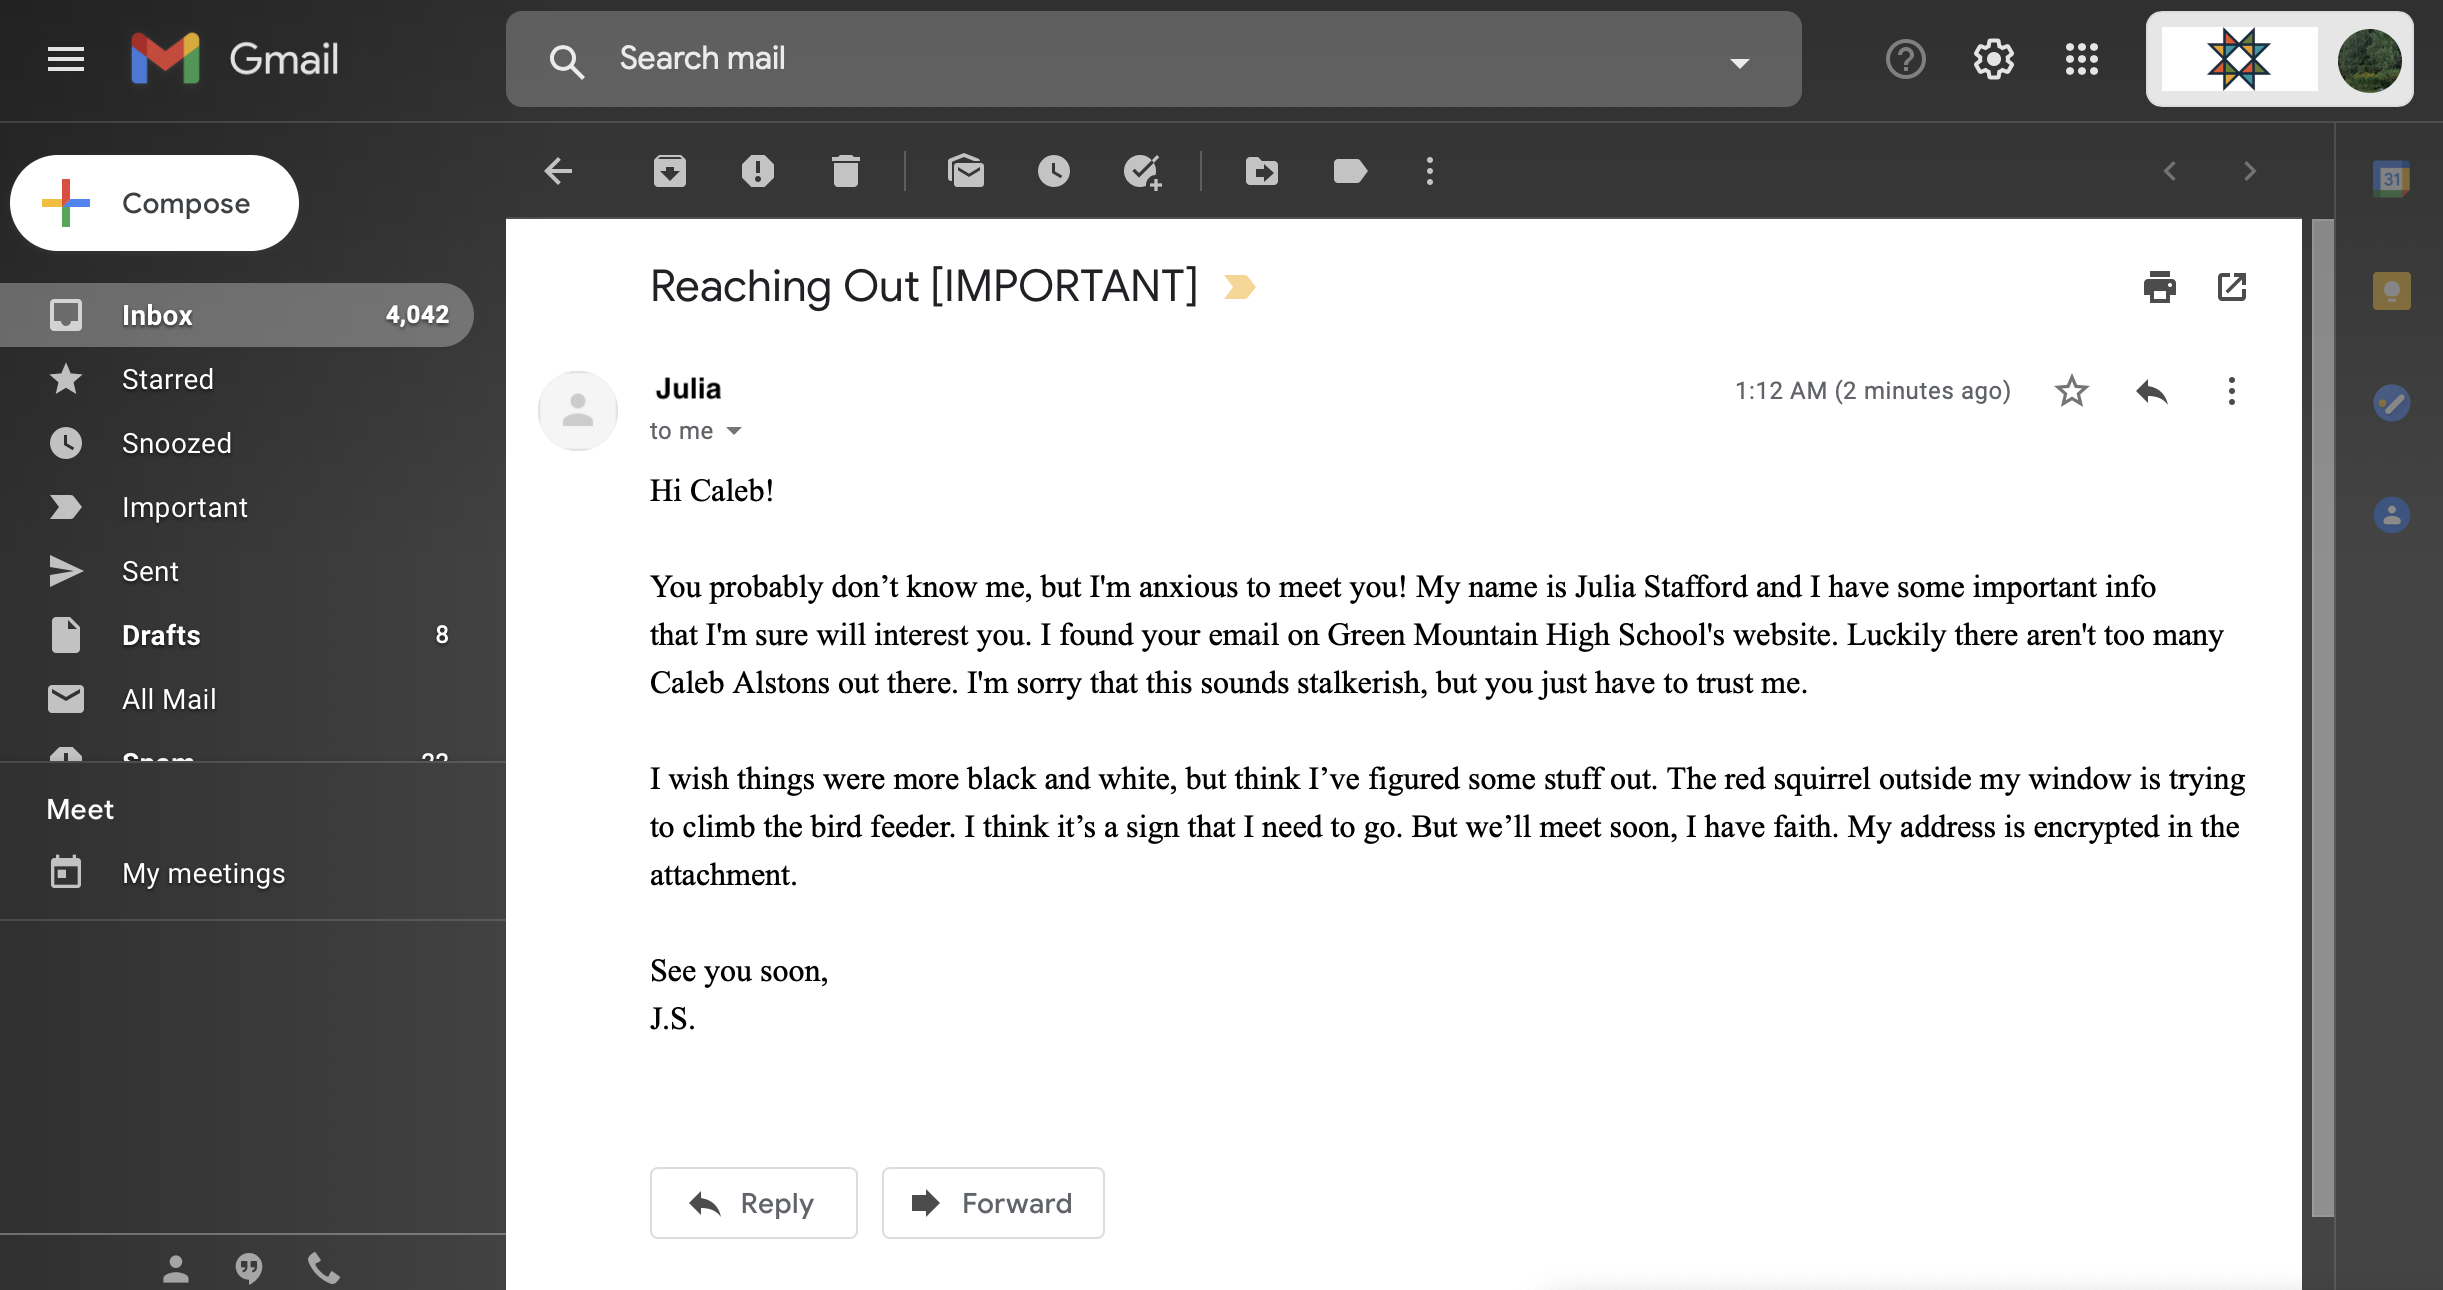 Gmail
Search mail
Compose
Inbox 4,042
Starred
Snoozed
Important
Sent
Drafts 8
All Mail
Meet
My meetings
31
Reaching Out [IMPORTANT]
Julia
1:12 AM (2 minutes ago)
to me
Hi Caleb!
You probably don’t know me, but I'm anxious to meet you! My name is Julia Stafford and I have some important info
that I'm sure will interest you. I found your email on Green Mountain High School's website. Luckily there aren't too many
Caleb Alstons out there. I'm sorry that this sounds stalkerish, but you just have to trust me.
I wish things were more black and white, but think I’ve figured some stuff out. The red squirrel outside my window is trying
to climb the bird feeder. I think it’s a sign that I need to go. But we’ll meet soon, I have faith. My address is encrypted in the
attachment.
See you soon,
J.S.
Reply
Forward